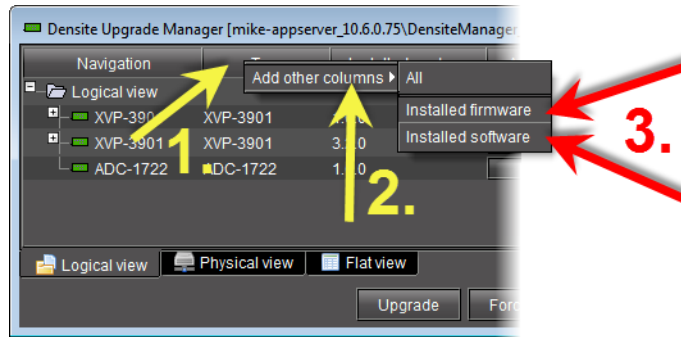 Densite Upgrade Manager [mike-appserver_10.6.0.75\DensiteManager
Navigation
Add other columns
All
Logical view
Installed firmware
XVP-3901
Installed software
XVP-3901 XVP-3901
ADC-1722 ADC-1722
1
2.
3.
Logical view Physical view Flat view
Upgrade